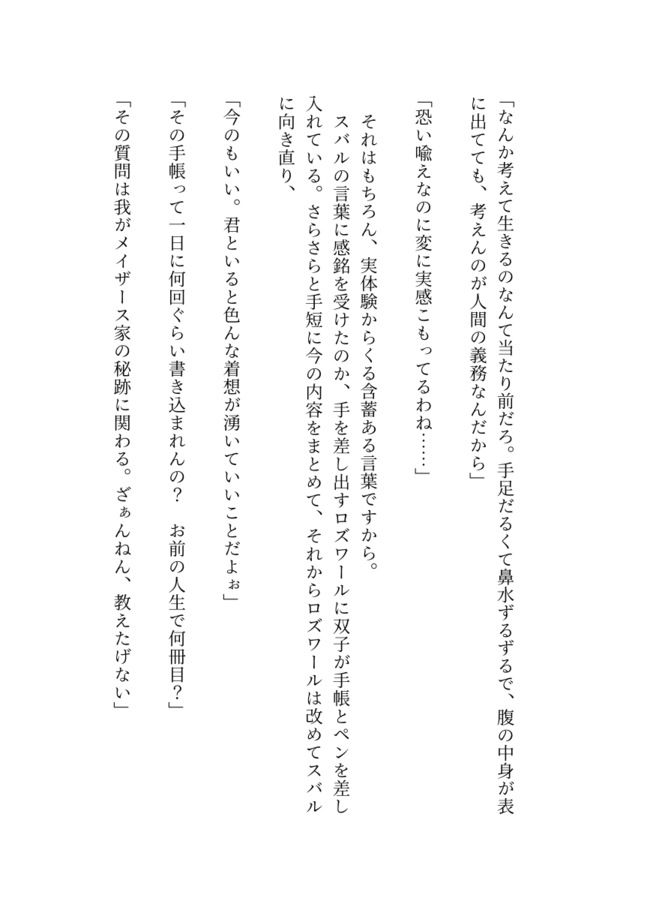 「なんか考えて生きるのなんて当たり前だろ。手足だるくて鼻水ずるずるで、腹の中身が表
に出てても、考えんのが人間の義務なんだから」
「恐い喩えなのに変に実感こもってるわね……」
それはもちろん、実体験からくる含蓄ある言葉ですから。
スバルの言葉に感銘を受けたのか、手を差し出すロズワールに双子が手帳とペンを差し
入れている。さらさらと手短に今の内容をまとめて、それからロズワールは改めてスバル
に向き直り、
「今のもいい。君といると色んな着想が湧いていいことだよぉ」
「その手帳って一日に何回ぐらい書き込まれんの？　お前の人生で何冊目？」
「その質問は我がメイザース家の秘跡に関わる。ざぁんねん、教えたげない」